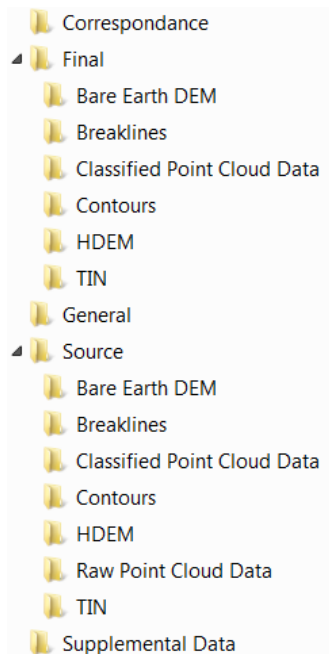 Correspondance
Final
Bare Earth DEM
Breaklines
Classified Point Cloud Data
Contours
HDEM
TIN
General
Source
Bare Earth DEM
Breaklines
Classified Point Cloud Data
Contours
HDEM
Raw Point Cloud Data
TIN
Supplemental Data